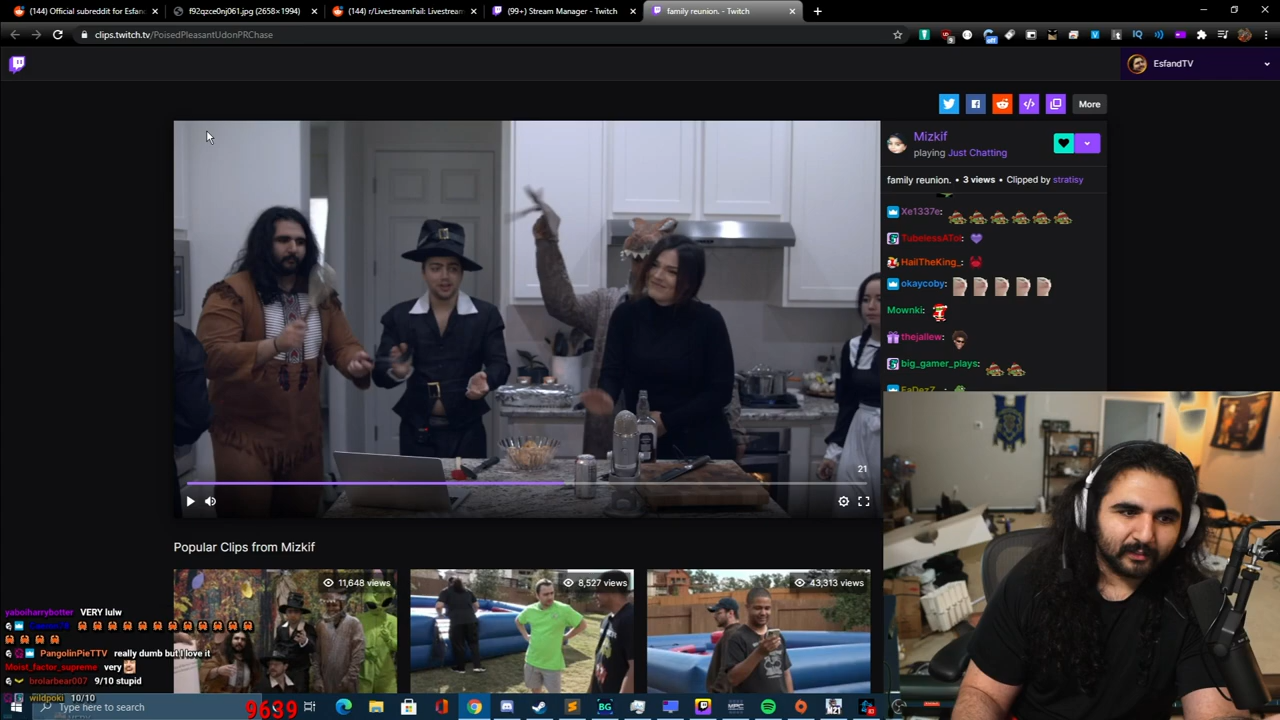 (144) Official subreddit for Esfan
f92qzce0nj061.jpg (2658×1994)
(144) r/LivestreamFail: Livestream
(99+) Stream Manager - Twitch
family reunion. - Twitch
clips.twitch.tv/PoisedPleasantUdonPRChase
EsfandTV
More
Mizkif
playing Just Chatting
family reunion. • 3 views • Clipped by stratisy
Xe1337e:
TubelessATol:
HailTheKing_:
okaycoby:
Mownki:
thejallew:
big_gamer_plays:
21
Popular Clips from Mizkif
11,648 views
8,527 views
43,313 views
yaboiharrybotter VERY lulw
PangolinPieTTV really dumb but I love it
Moist_factor_supreme very
brolarbear007 9/10 stupid
wildpoki 10/10
Type here to search
9639